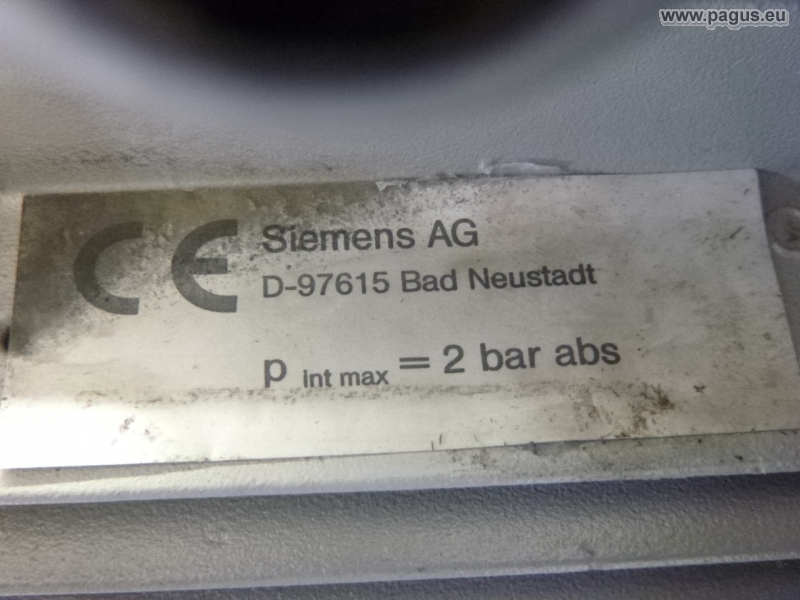 www.pagus.eu
CE Siemens AG
D-97615 Bad Neustadt
p int max = 2 bar abs